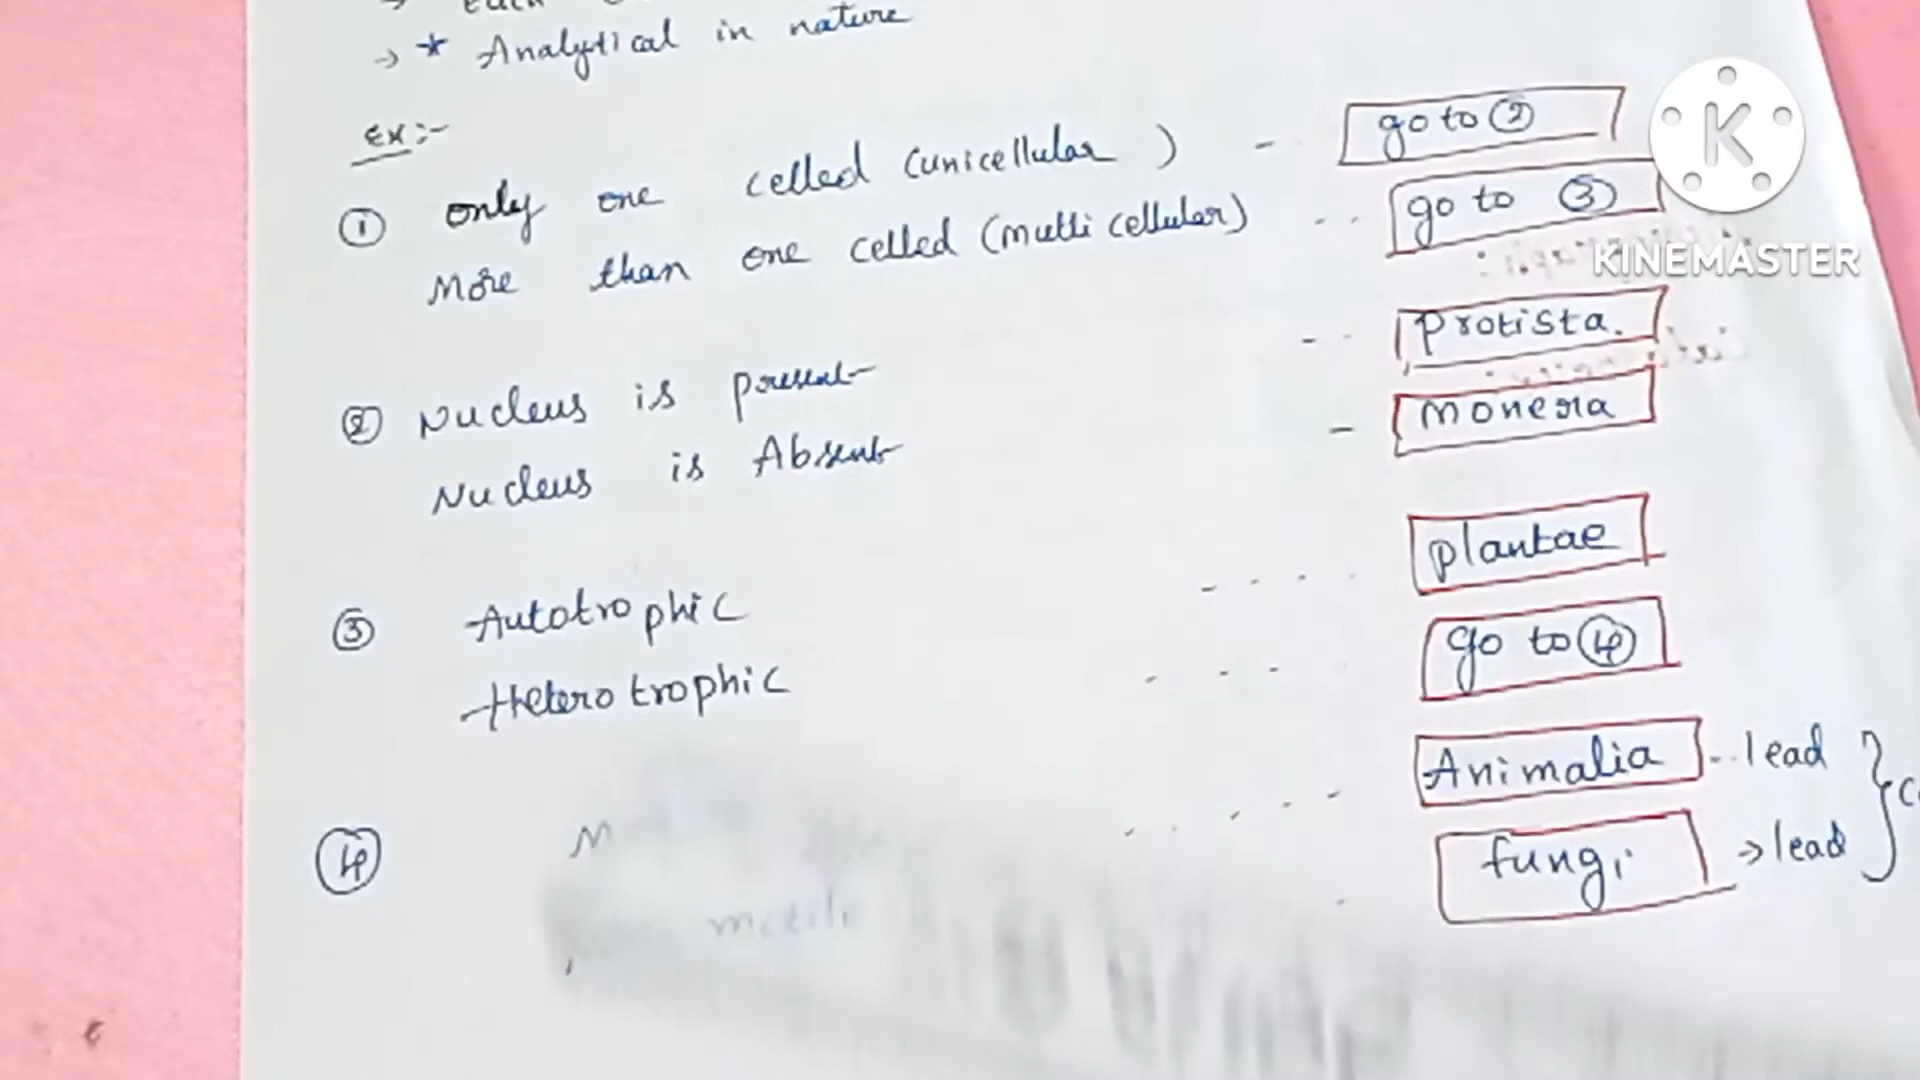 → * Analytical in nature
Ex:-
① only one celled (unicellular) - go to ②
More than one celled (multi cellular) -- go to ③
② Nucleus is present -- Protista.
Nucleus is Absent - monera
③ Autotrophic ---- plantae
Heterotrophic ---- go to ④
④ ---- Animalia -- lead
motile - fungi → lead
K
KINEMASTER